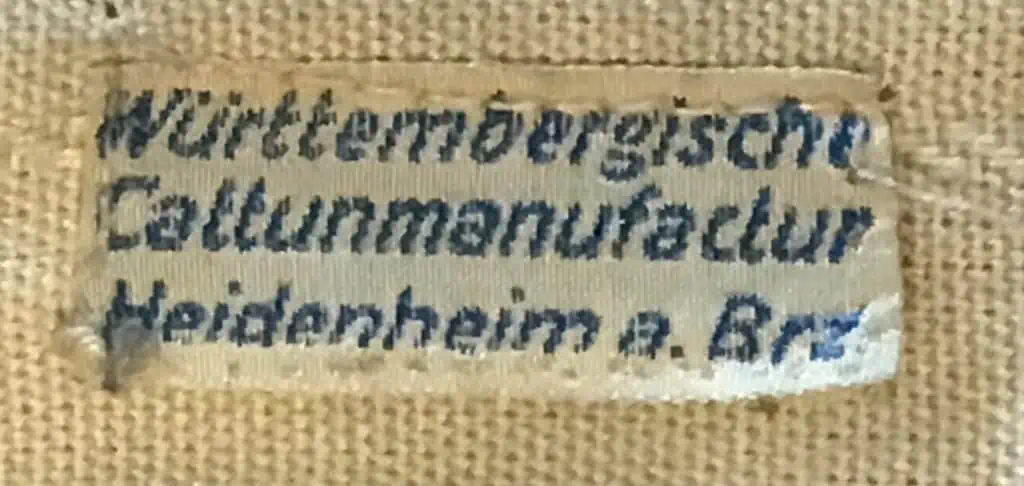 Württembergische
Cattunmanufactur
Heidenheim a. Brz.